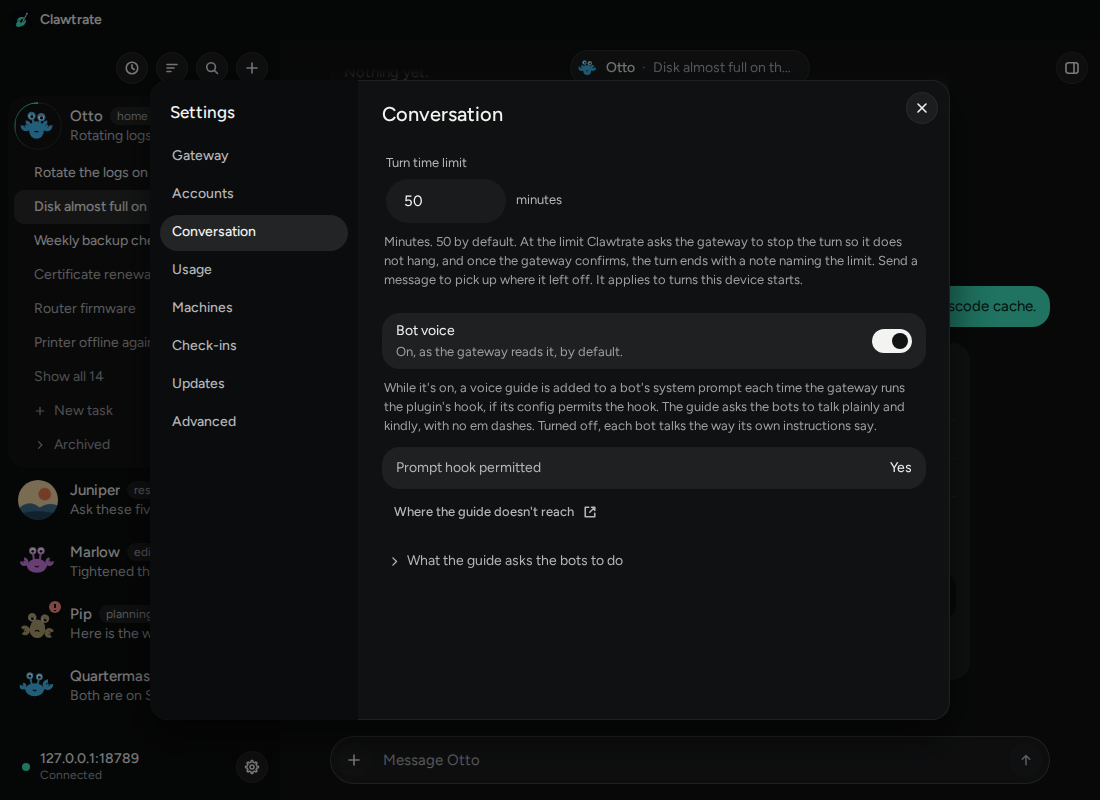 Clawtrate
Nothing yet.
Otto · Disk almost full on th...
Otto home
Rotating logs
Rotate the logs on
Disk almost full on
Weekly backup
Certificate
Router firmware
Printer offline again
Show all 14
+ New task
Archived
Juniper
Ask these
Marlow
Tightened
Pip planning
Here is the
Both are on
127.0.0.1:18789
Connected
Settings
Gateway
Accounts
Conversation
Usage
Machines
Check-ins
Updates
Advanced
Conversation
Turn time limit
50 minutes
Minutes. 50 by default. At the limit Clawtrate asks the gateway to stop the turn so it does
not hang, and once the gateway confirms, the turn ends with a note naming the limit. Send a
message to pick up where it left off. It applies to turns this device starts.
Bot voice
On, as the gateway reads it, by default.
While it's on, a voice guide is added to a bot's system prompt each time the gateway runs
the plugin's hook, if its config permits the hook. The guide asks the bots to talk plainly and
kindly, with no em dashes. Turned off, each bot talks the way its own instructions say.
Prompt hook permitted Yes
Where the guide doesn't reach
What the guide asks the bots to do
cache.
Message Otto